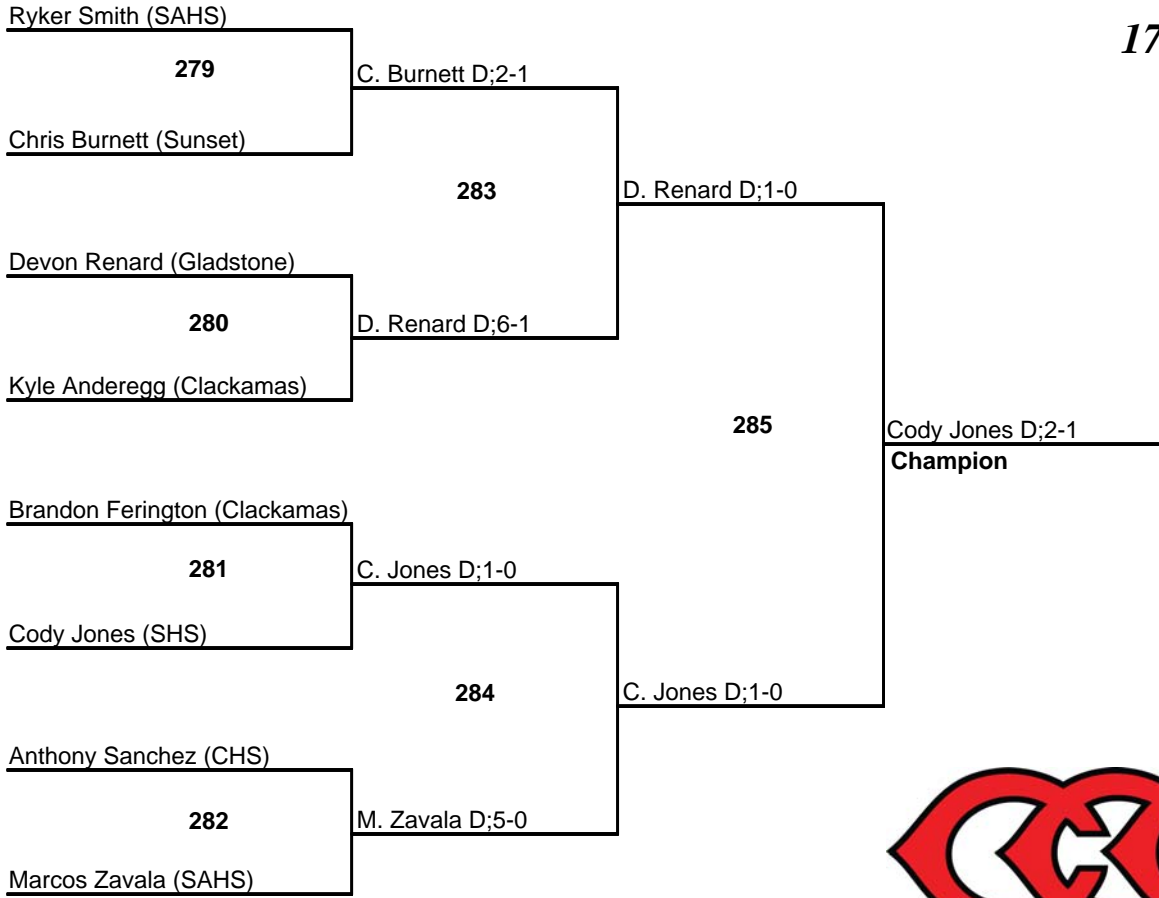 Ryker Smith (SAHS)
17
279
C. Burnett D;2-1
Chris Burnett (Sunset)
283
D. Renard D;1-0
Devon Renard (Gladstone)
280
D. Renard D;6-1
Kyle Anderegg (Clackamas)
285
Cody Jones D;2-1
Champion
Brandon Ferington (Clackamas)
281
C. Jones D;1-0
Cody Jones (SHS)
284
C. Jones D;1-0
Anthony Sanchez (CHS)
282
M. Zavala D;5-0
Marcos Zavala (SAHS)